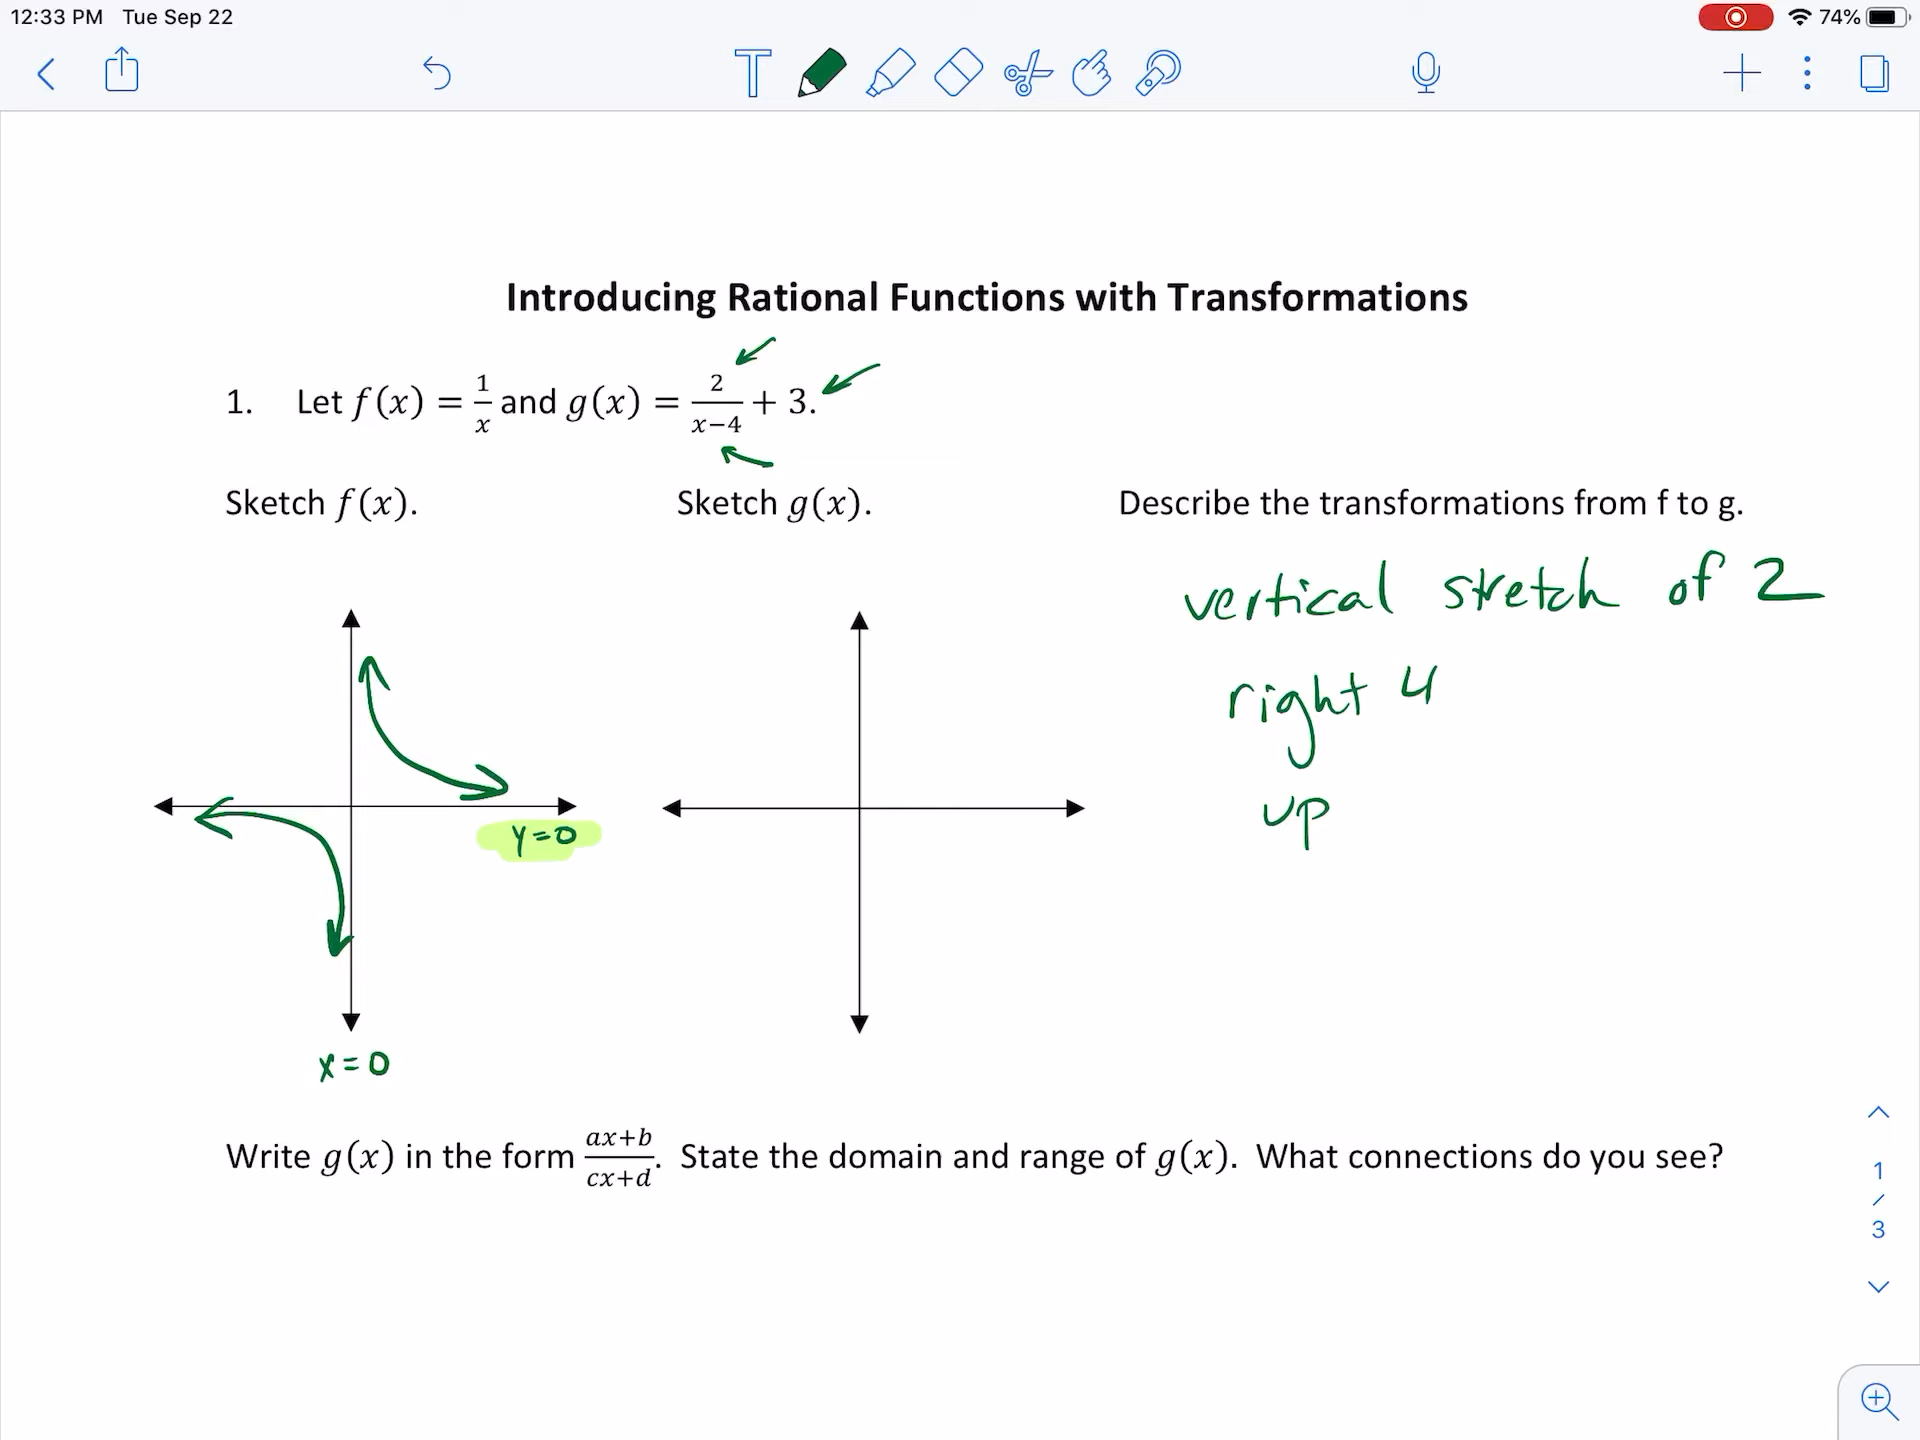 12:33 PM Tue Sep 22 74%
Introducing Rational Functions with Transformations
1. Let f(x) = 1/x and g(x) = 2/(x−4) + 3.
Sketch f(x). Sketch g(x). Describe the transformations from f to g.
vertical stretch of 2
right 4
up
y=0
x=0
Write g(x) in the form (ax+b)/(cx+d). State the domain and range of g(x). What connections do you see?
1
/
3